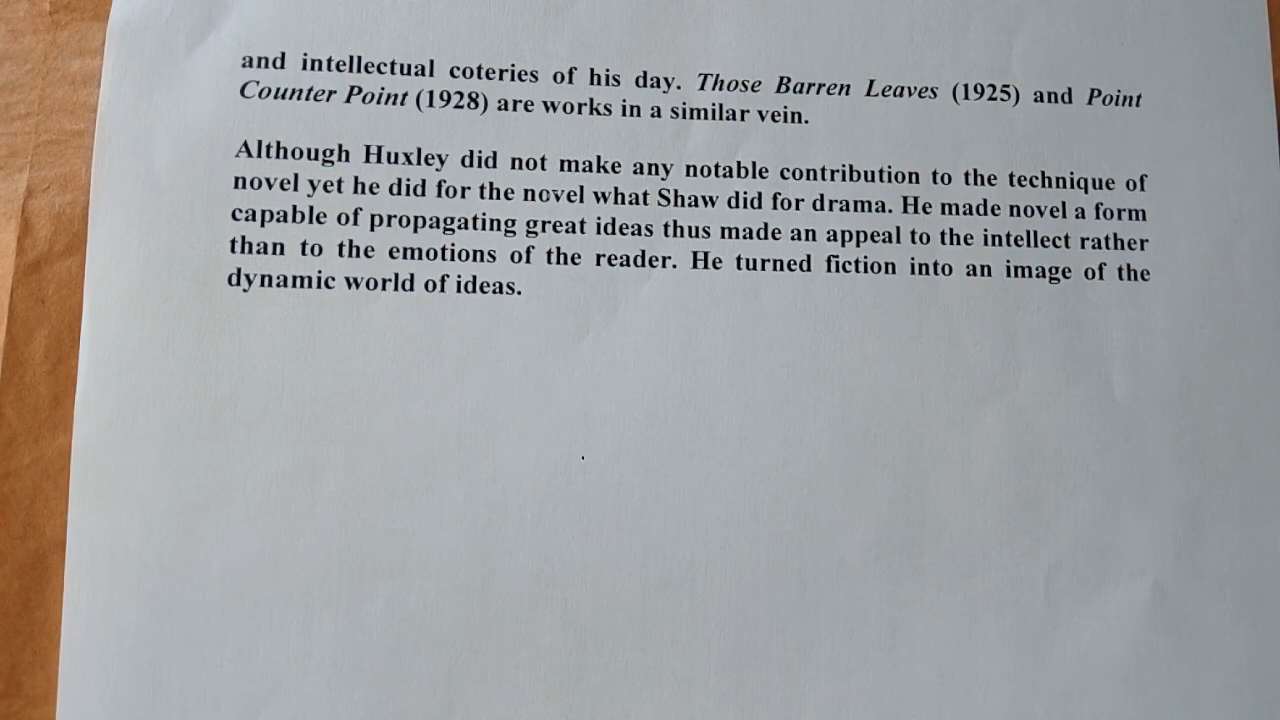 and intellectual coteries of his day. Those Barren Leaves (1925) and Point
Counter Point (1928) are works in a similar vein.
Although Huxley did not make any notable contribution to the technique of
novel yet he did for the novel what Shaw did for drama. He made novel a form
capable of propagating great ideas thus made an appeal to the intellect rather
than to the emotions of the reader. He turned fiction into an image of the
dynamic world of ideas.